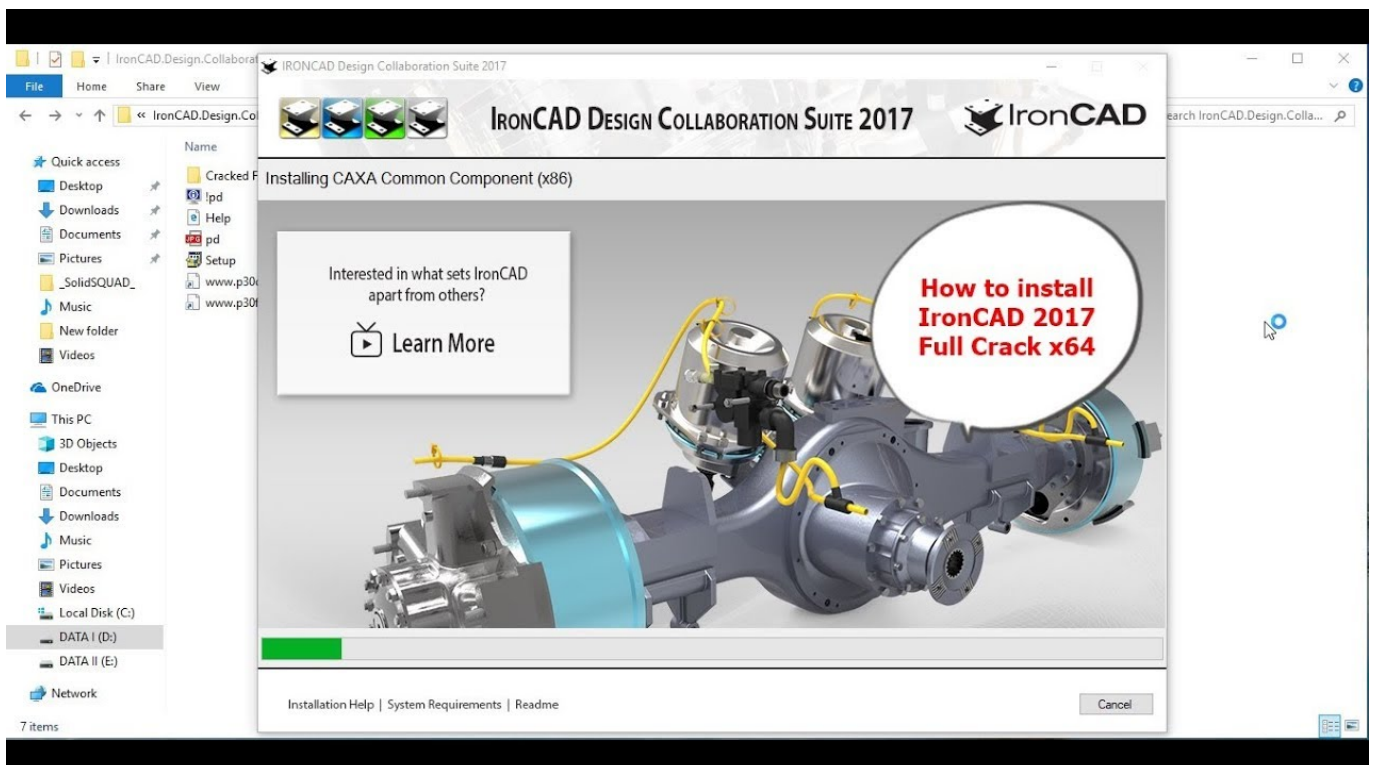 IronCAD.Design.Collaborat
File Home Share View
« IronCAD.Design.Col
earch IronCAD.Design.Colla...
Quick access
Desktop
Downloads
Documents
Pictures
_SolidSQUAD_
Music
New folder
Videos
OneDrive
This PC
3D Objects
Desktop
Documents
Downloads
Music
Pictures
Videos
Local Disk (C:)
DATA I (D:)
DATA II (E:)
Network
7 items
Name
Cracked F
!pd
Help
pd
Setup
www.p30
www.p30
IRONCAD Design Collaboration Suite 2017
IRONCAD DESIGN COLLABORATION SUITE 2017
IronCAD
Installing CAXA Common Component (x86)
Interested in what sets IronCAD
apart from others?
Learn More
How to install
IronCAD 2017
Full Crack x64
Installation Help | System Requirements | Readme
Cancel